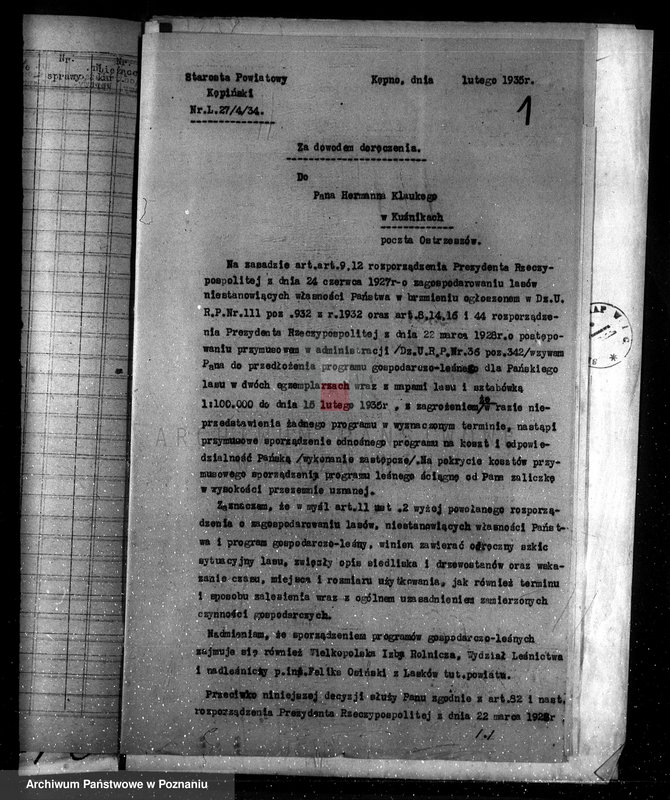 Nr.
sprawy
Nr.
Starosta Powiatowy
Kępiński
Nr.L.27/4/34.
Kępno, dnia lutego 1935r.
1
Za dowodem doręczenia.
Do
Pana Hermanna Klaukego
w Kuźnikach
poczta Ostrzeszów.
Na zasadzie art.art.9,12 rozporządzenia Prezydenta Rzeczy-
pospolitej z dnia 24 czerwca 1927r-o zagospodarowaniu lasów
niestanowiących własności Państwa w brzmieniu ogłoszonem w Dz.U.
R.P.Nr.111 poz .932 z r.1932 oraz art.8,14,16 i 44 rozporządze-
nia Prezydenta Rzeczypospolitej z dnia 22 marca 1928r.o postępo-
waniu przymusowem w administracji /Dz.U.R.P.Nr.36 poz.342/wzywam
Pana do przedłożenia programu gospodarczo-leśnego dla Pańskiego
lasu w dwóch egzemplarzach wraz z mapami lasu i sztabówką
1:100.000 do dnia 15 lutego 1935r , z zagrożeniem że w razie nie-
przedstawienia żadnego programu w wyznaczonym terminie, nastąpi
przymusowe sporządzenie odnośnego programu na koszt i odpowie-
dzialność Pańską /wykonanie zastępcze/.Na pokrycie kosztów przy-
musowego sporządzenia programu leśnego ściągnę od Pana zaliczkę
w wysokości przezemnie uznanej.
Zaznaczam, że w myśl art.11 ust .2 wyżej powołanego rozporzą-
dzenia o zagospodarowaniu lasów, niestanowiących własności Państ-
wa i program gospodarczo-leśny, winien zawierać odręczny szkic
sytuacyjny lasu, zwięzły opis siedliska i drzewostanów oraz wska-
zanie czasu, miejsca i rozmiaru użytkowania, jak również terminu
i sposobu zalesienia wraz z ogólnem uzasadnieniem zamierzonych
czynności gospodarczych.
Nadmieniam, że sporządzeniem programów gospodarczo-leśnych
zajmuje się również Wielkopolska Izba Rolnicza, Wydział Leśnictwa
i nadleśniczy p.inż.Feliks Osiński z Lasków tut.powiatu.
Przeciwko niniejszej decyzji służy Panu zgodnie z art.82 i nast.
rozporządzenia Prezydenta Rzeczypospolitej z dnia 22 marca 1928r
Archiwum Państwowe w Poznaniu